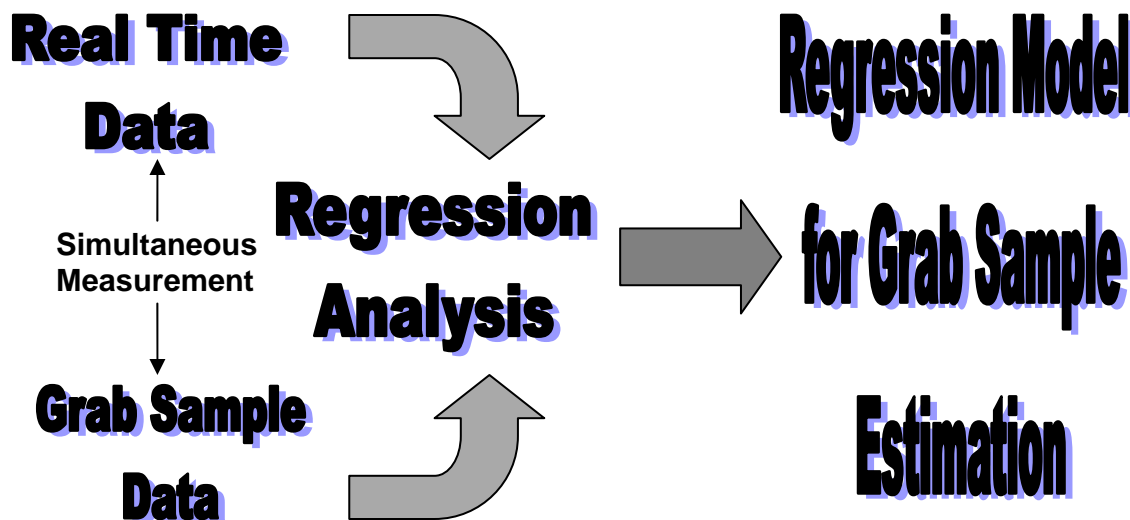 Real Time
Data
Simultaneous
Measurement
Grab Sample
Data
Regression
Analysis
Regression Model
for Grab Sample
Estimation